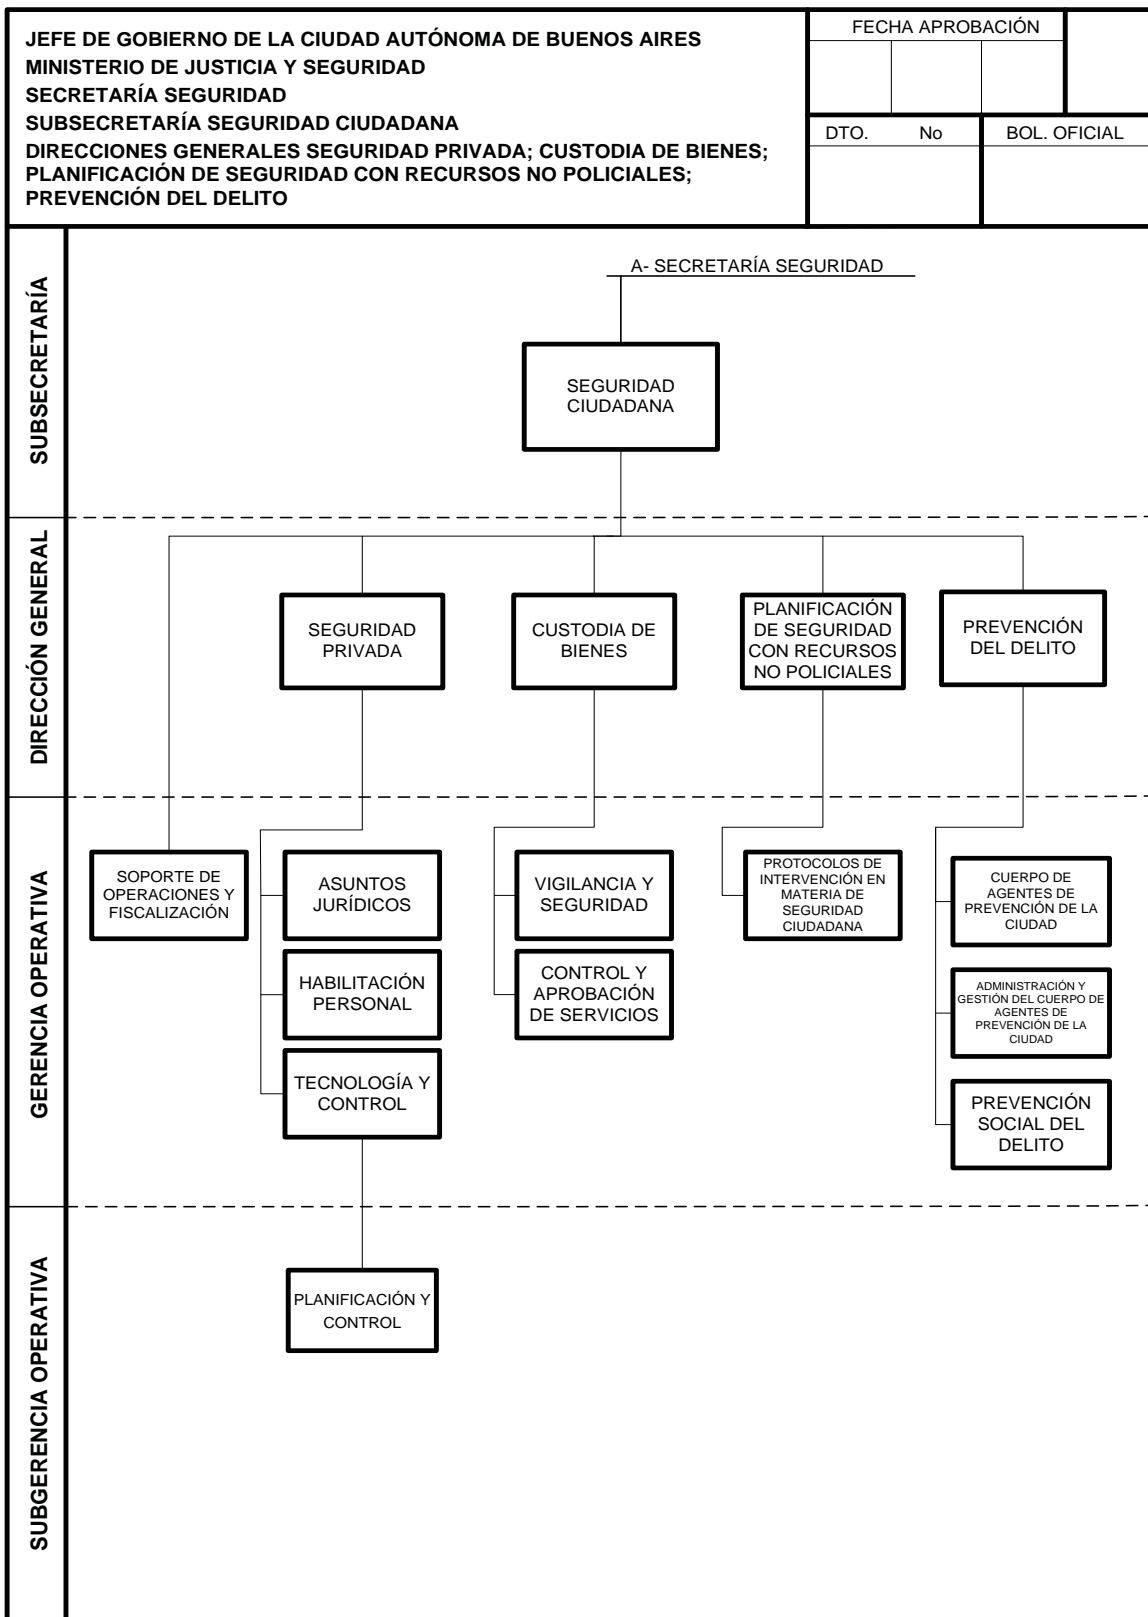 JEFE DE GOBIERNO DE LA CIUDAD AUTÓNOMA DE BUENOS AIRES
MINISTERIO DE JUSTICIA Y SEGURIDAD
SECRETARÍA SEGURIDAD
SUBSECRETARÍA SEGURIDAD CIUDADANA
DIRECCIONES GENERALES SEGURIDAD PRIVADA; CUSTODIA DE BIENES;
PLANIFICACIÓN DE SEGURIDAD CON RECURSOS NO POLICIALES;
PREVENCIÓN DEL DELITO
FECHA APROBACIÓN
DTO. No
BOL. OFICIAL
SUBSECRETARÍA
A- SECRETARÍA SEGURIDAD
SEGURIDAD
CIUDADANA
DIRECCIÓN GENERAL
SEGURIDAD
PRIVADA
CUSTODIA DE
BIENES
PLANIFICACIÓN
DE SEGURIDAD
CON RECURSOS
NO POLICIALES
PREVENCIÓN
DEL DELITO
GERENCIA OPERATIVA
SOPORTE DE
OPERACIONES Y
FISCALIZACIÓN
ASUNTOS
JURÍDICOS
HABILITACIÓN
PERSONAL
TECNOLOGÍA Y
CONTROL
VIGILANCIA Y
SEGURIDAD
CONTROL Y
APROBACIÓN
DE SERVICIOS
PROTOCOLOS DE
INTERVENCIÓN EN
MATERIA DE
SEGURIDAD
CIUDADANA
CUERPO DE
AGENTES DE
PREVENCIÓN DE LA
CIUDAD
ADMINISTRACIÓN Y
GESTIÓN DEL CUERPO DE
AGENTES DE
PREVENCIÓN DE LA
CIUDAD
PREVENCIÓN
SOCIAL DEL
DELITO
SUBGERENCIA OPERATIVA
PLANIFICACIÓN Y
CONTROL